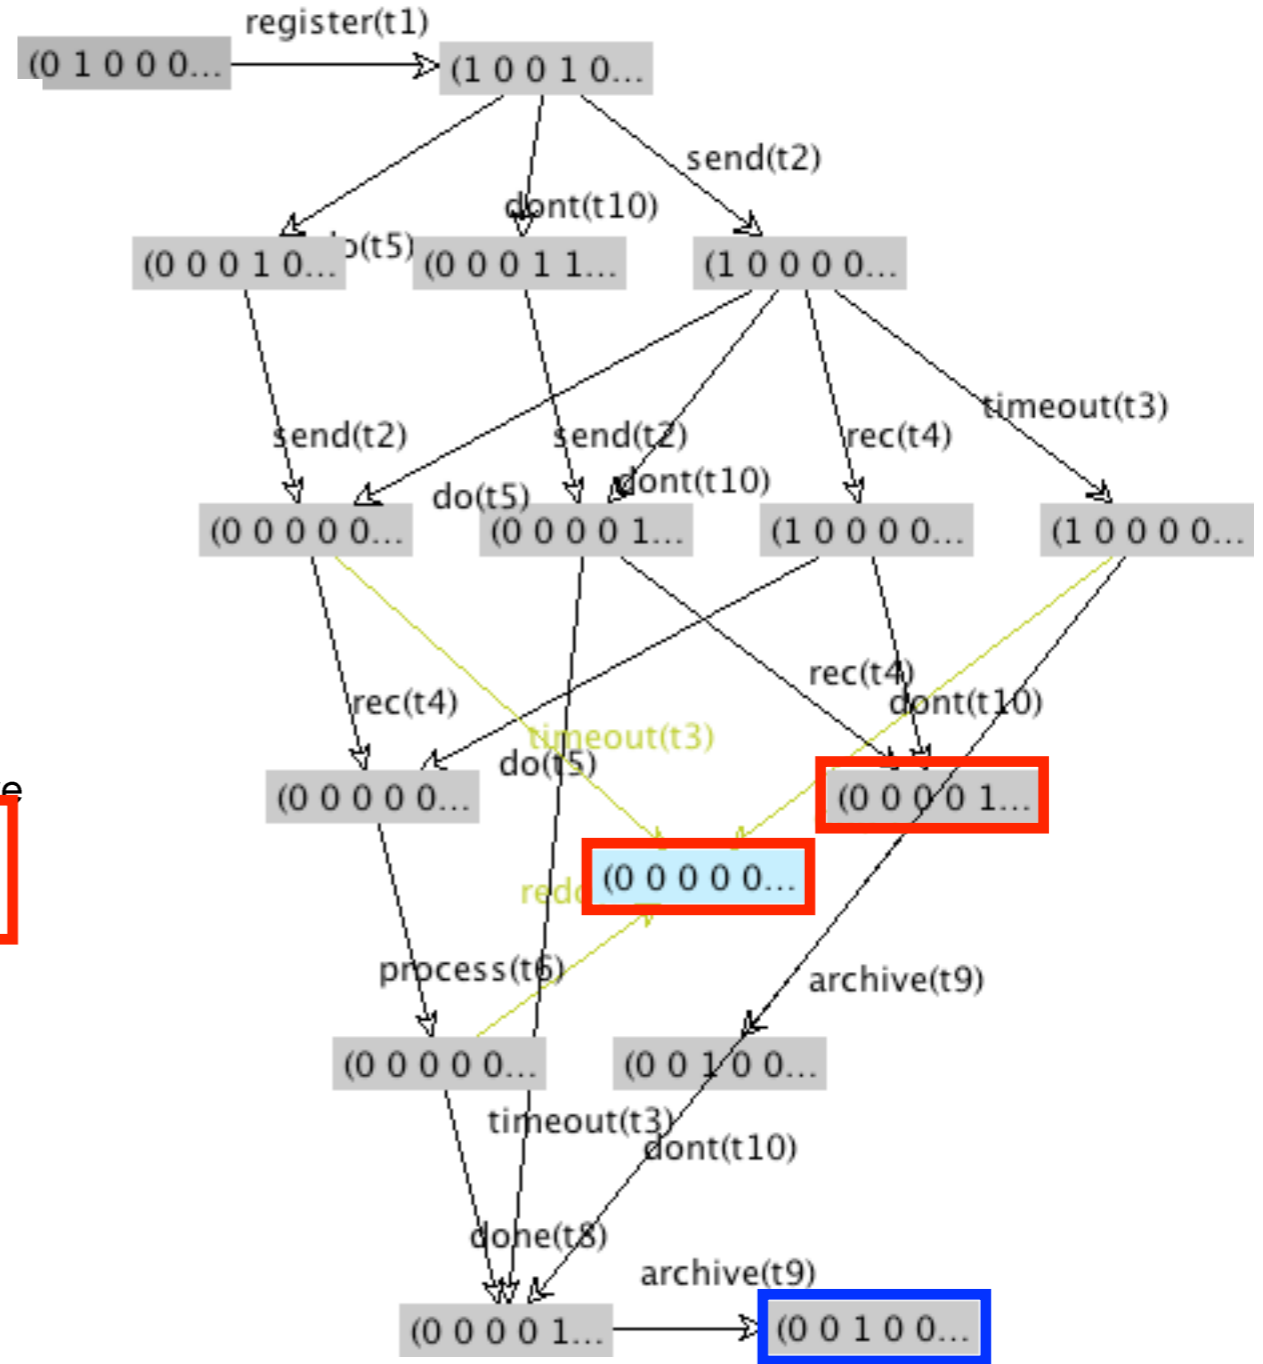 register(t1)
(0 1 0 0 0...
(1 0 0 1 0...
send(t2)
dont(t10)
do(t5)
(0 0 0 1 0...
(0 0 0 1 1...
(1 0 0 0 0...
timeout(t3)
send(t2)
send(t2)
rec(t4)
dont(t10)
do(t5)
(0 0 0 0 0...
(0 0 0 0 1...
(1 0 0 0 0...
(1 0 0 0 0...
rec(t4)
rec(t4)
dont(t10)
timeout(t3)
do(t5)
(0 0 0 0 0...
(0 0 0 0 1...
(0 0 0 0 0...
process(t6)
archive(t9)
(0 0 0 0 0...
(0 0 1 0 0...
timeout(t3)
dont(t10)
done(t8)
archive(t9)
(0 0 0 0 1...
(0 0 1 0 0...